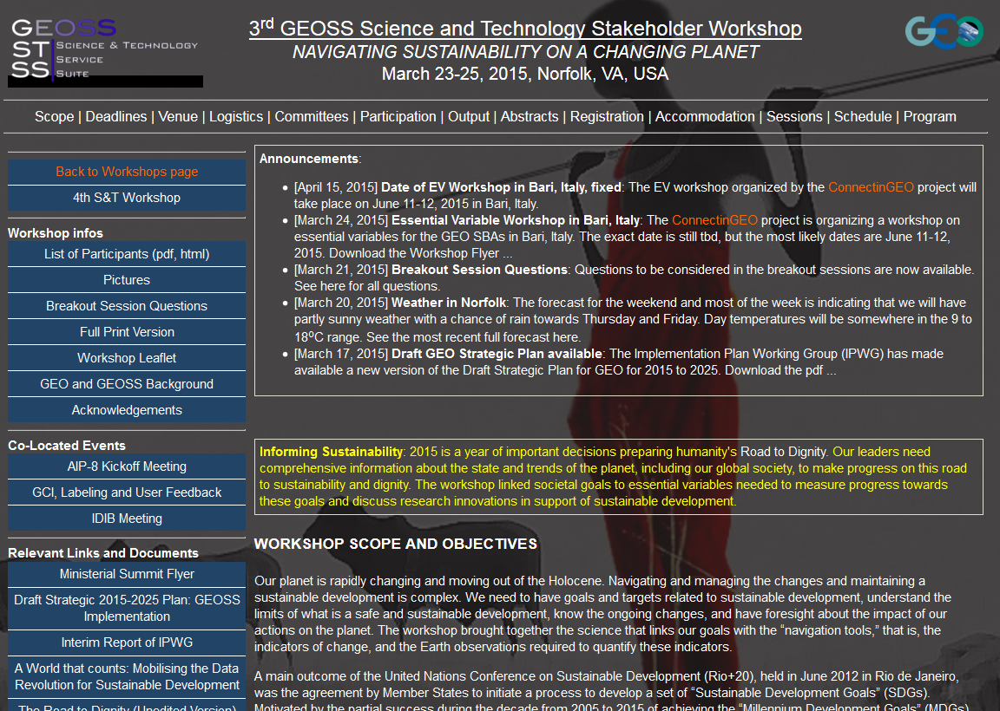 GEOSS
ST Science & Technology
Service
SS Suite
3rd GEOSS Science and Technology Stakeholder Workshop
NAVIGATING SUSTAINABILITY ON A CHANGING PLANET
March 23-25, 2015, Norfolk, VA, USA
GEO
Scope | Deadlines | Venue | Logistics | Committees | Participation | Output | Abstracts | Registration | Accommodation | Sessions | Schedule | Program
Back to Workshops page
4th S&T Workshop
Workshop infos
List of Participants (pdf, html)
Pictures
Breakout Session Questions
Full Print Version
Workshop Leaflet
GEO and GEOSS Background
Acknowledgements
Co-Located Events
AIP-8 Kickoff Meeting
GCI, Labeling and User Feedback
IDIB Meeting
Relevant Links and Documents
Ministerial Summit Flyer
Draft Strategic 2015-2025 Plan: GEOSS
Implementation
Interim Report of IPWG
A World that counts: Mobilising the Data
Revolution for Sustainable Development
The Road to Dignity (Unedited Version)
Announcements:
• [April 15, 2015] Date of EV Workshop in Bari, Italy, fixed: The EV workshop organized by the ConnectinGEO project will
take place on June 11-12, 2015 in Bari, Italy.
• [March 24, 2015] Essential Variable Workshop in Bari, Italy: The ConnectinGEO project is organizing a workshop on
essential variables for the GEO SBAs in Bari, Italy. The exact date is still tbd, but the most likely dates are June 11-12,
2015. Download the Workshop Flyer ...
• [March 21, 2015] Breakout Session Questions: Questions to be considered in the breakout sessions are now available.
See here for all questions.
• [March 20, 2015] Weather in Norfolk: The forecast for the weekend and most of the week is indicating that we will have
partly sunny weather with a chance of rain towards Thursday and Friday. Day temperatures will be somewhere in the 9 to
18ºC range. See the most recent full forecast here.
• [March 17, 2015] Draft GEO Strategic Plan available: The Implementation Plan Working Group (IPWG) has made
available a new version of the Draft Strategic Plan for GEO for 2015 to 2025. Download the pdf ...
Informing Sustainability: 2015 is a year of important decisions preparing humanity's Road to Dignity. Our leaders need
comprehensive information about the state and trends of the planet, including our global society, to make progress on this road
to sustainability and dignity. The workshop linked societal goals to essential variables needed to measure progress towards
these goals and discuss research innovations in support of sustainable development.
WORKSHOP SCOPE AND OBJECTIVES
Our planet is rapidly changing and moving out of the Holocene. Navigating and managing the changes and maintaining a
sustainable development is complex. We need to have goals and targets related to sustainable development, understand the
limits of what is a safe and sustainable development, know the ongoing changes, and have foresight about the impact of our
actions on the planet. The workshop brought together the science that links our goals with the “navigation tools,” that is, the
indicators of change, and the Earth observations required to quantify these indicators.
A main outcome of the United Nations Conference on Sustainable Development (Rio+20), held in June 2012 in Rio de Janeiro,
was the agreement by Member States to initiate a process to develop a set of “Sustainable Development Goals” (SDGs).
Motivated by the partial success during the decade from 2005 to 2015 of achieving the “Millennium Development Goals” (MDGs)